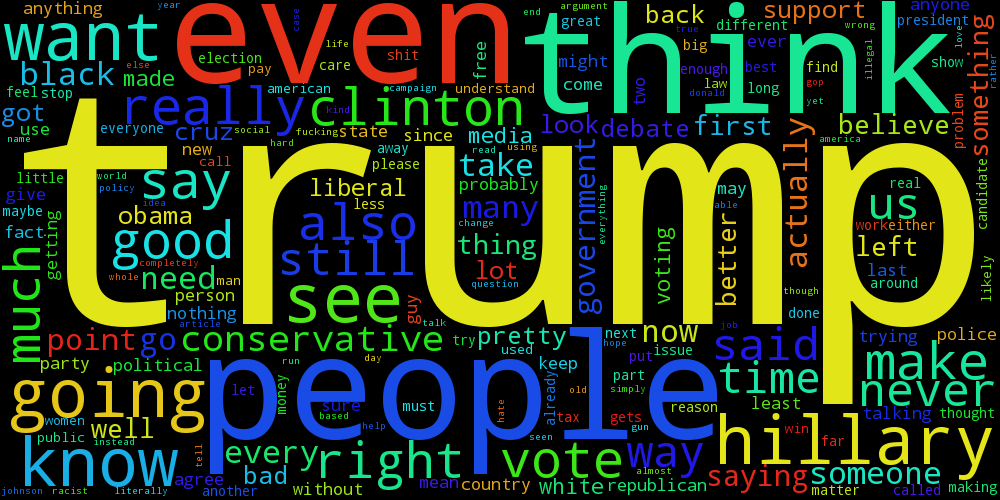 anything
year
even
case
end
argument
great
different
support
anyone
president
want
think
back
ever
true
wrong
something
else
life
election
shit
free
big
might
enough
best
find
illegal
love
rather
black
made
pay
care
american
understand
come
two
law
long
gop
show
feel
stop
campaign
donald
yet
got
really
clinton
kind
everyone
cruz
social
fucking
state
since
media
look
debate
first
believe
problem
use
name
new
hard
away
read
using
america
call
please
take
government
actually
little
world
say
liberal
probably
may
real
us
candidate
give
policy
less
many
able
work
either
maybe
idea
obama
also
change
everything
better
fact
good
thing
voting
left
getting
completely
still
lot
last
much
whole
need
man
question
around
likely
person
see
though
nothing
guy
done
trump
article
talk
job
point
go
conservative
try
pretty
next
now
said
trying
police
party
political
run
day
used
hope
keep
issue
put
part
time
make
never
going
people
let
money
sure
must
already
old
simply
tax
reason
least
talking
thought
women
based
hate
gets
gun
win
far
hillary
well
help
seen
public
instead
tell
every
right
vote
way
almost
know
agree
bad
mean
country
saying
someone
johnson
racist
literally
another
without
white
republican
matter
called
making